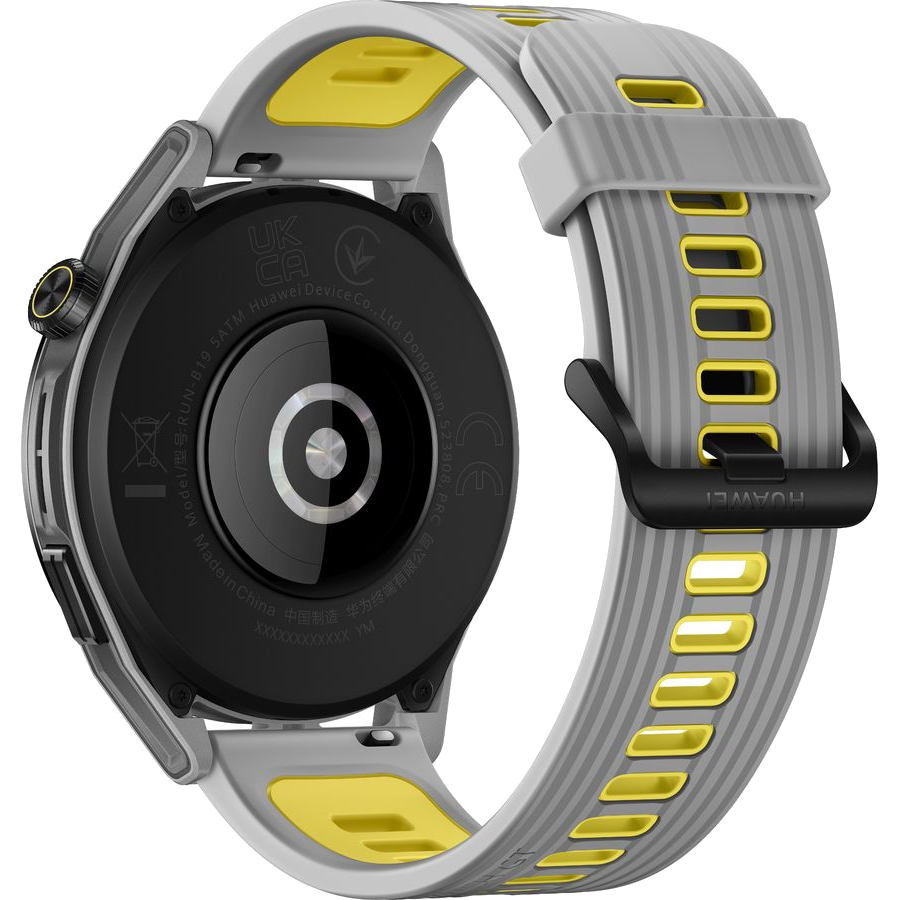 UK
CA
Model/型号:RUN-B19 5ATM Huawei Device Co., Ltd. Dongguan, 523808, PRC
CE
Made in China 中国制造 华为终端有限公司
XXXXXXXXXXXX YM
HUAWEI
GT